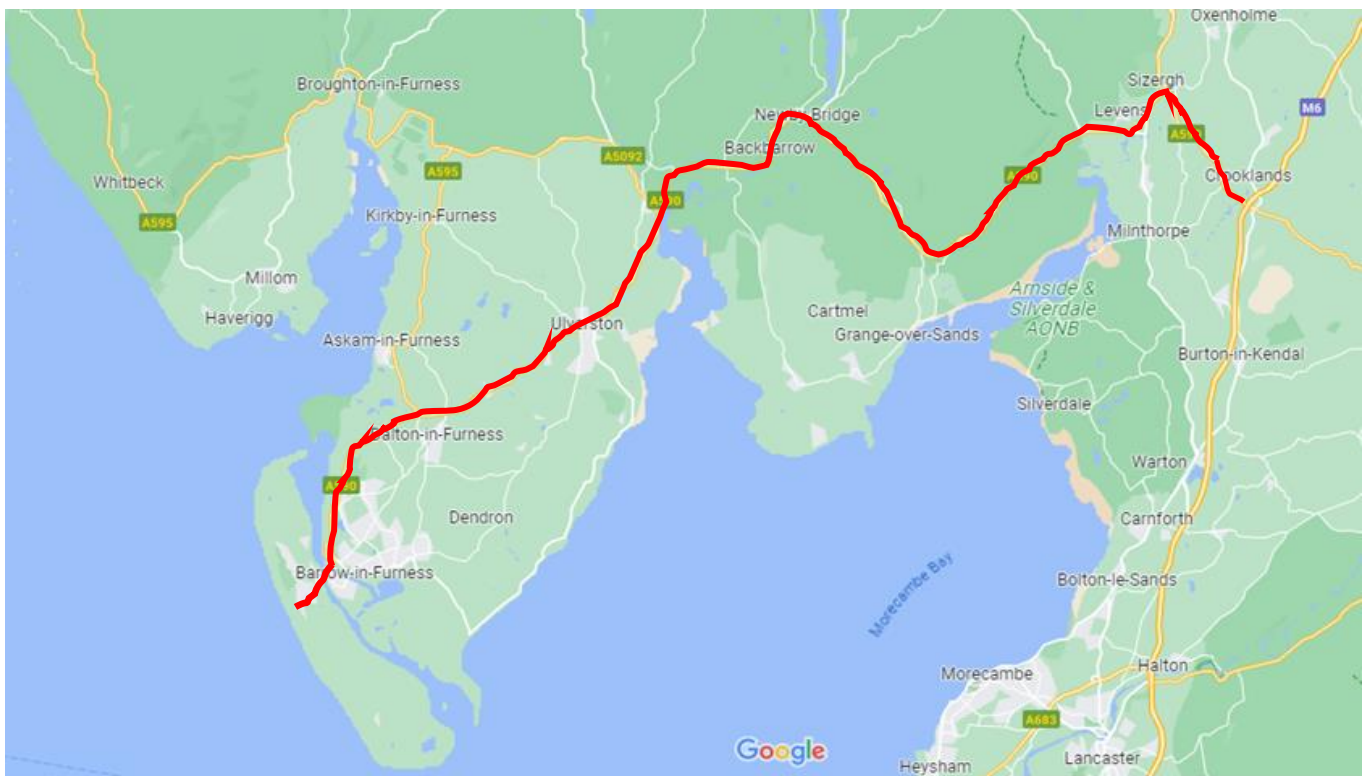 Oxenholme
Broughton-in-Furness
Sizergh
M6
Levens
Newby Bridge
A590
Backbarrow
A5092
A595
Crooklands
Whitbeck
A590
A590
Kirkby-in-Furness
A595
Milnthorpe
Millom
Arnside &
Silverdale
AONB
Haverigg
Cartmel
Ulverston
Grange-over-Sands
Askam-in-Furness
Burton-in-Kendal
Silverdale
Dalton-in-Furness
Warton
A590
Dendron
Carnforth
Barrow-in-Furness
Bolton-le-Sands
Morecambe Bay
Halton
Morecambe
A683
Google
Lancaster
Heysham